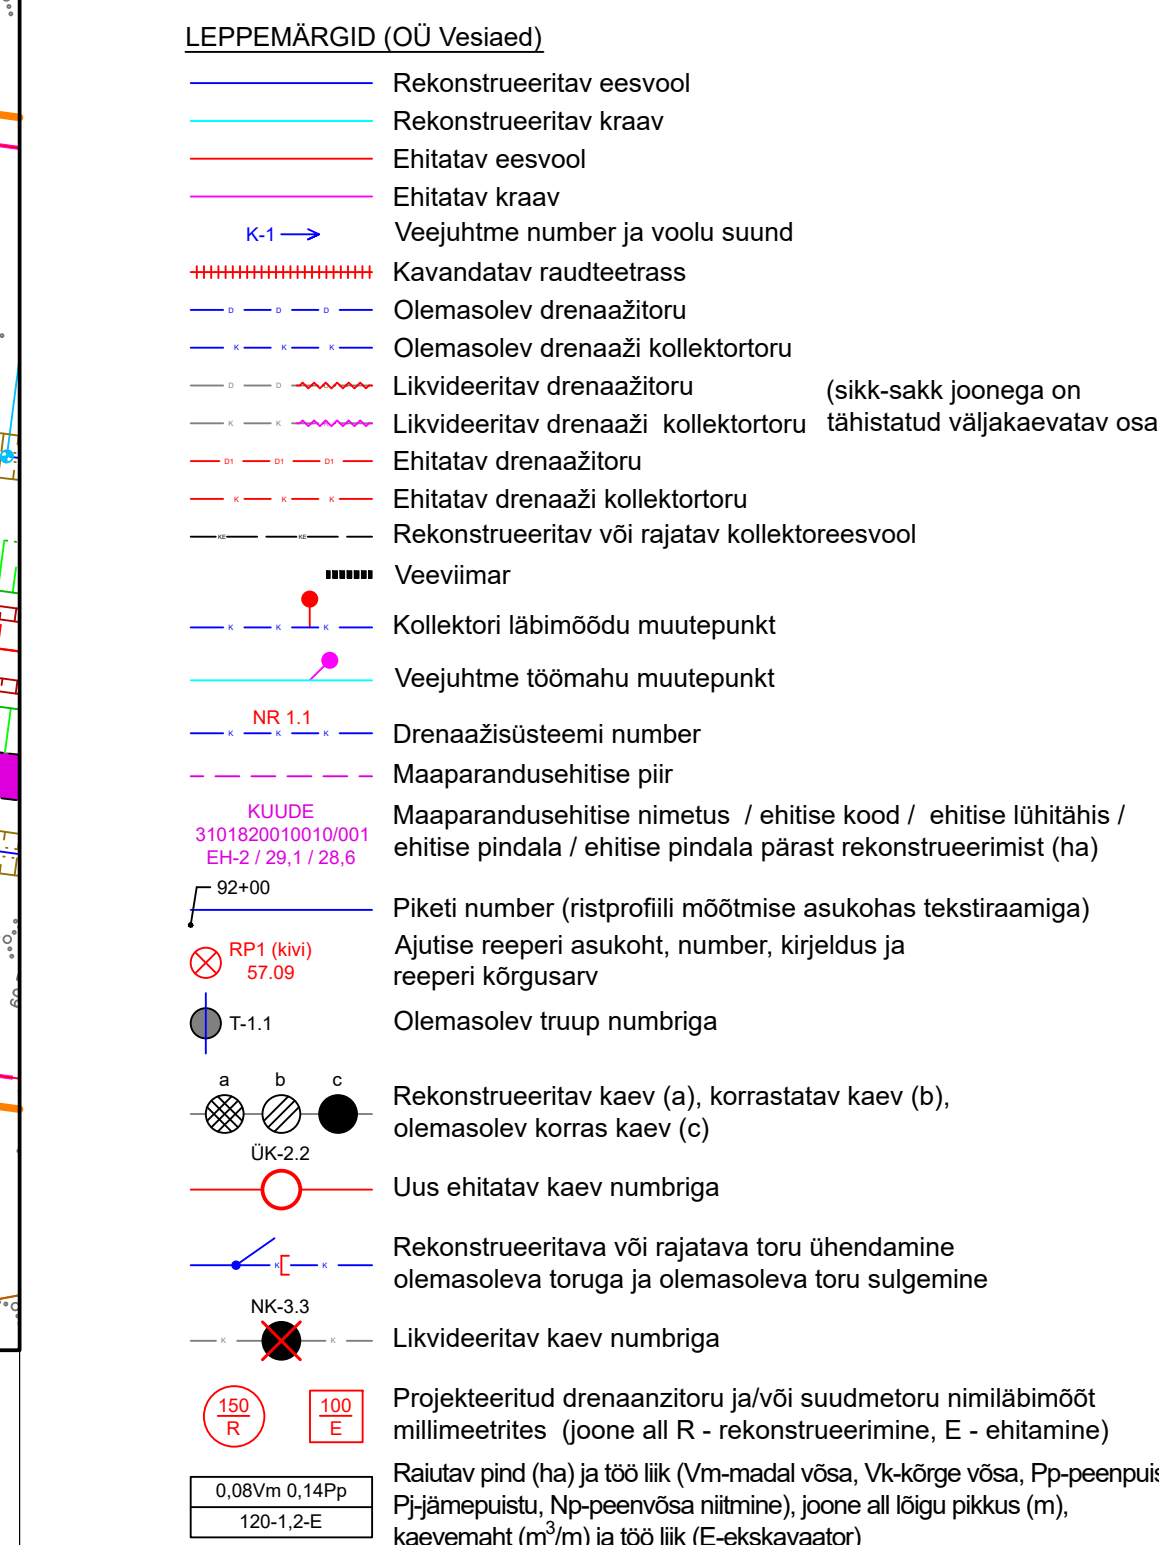 LEPPEMÄRGID (OÜ Vesiaed)
Rekonstrueeritav eesvool
Rekonstrueeritav kraav
Ehitatav eesvool
Ehitatav kraav
K-1 Veejuhtme number ja voolu suund
Kavandatav raudteetrass
D D D Olemasolev drenaažitoru
K K K Olemasolev drenaaži kollektortoru
D D Likvideeritav drenaažitoru (sikk-sakk joonega on
K K Likvideeritav drenaaži kollektortoru tähistatud väljakaevatav osa
D1 D1 D1 Ehitatav drenaažitoru
K K K Ehitatav drenaaži kollektortoru
KE KE Rekonstrueeritav või rajatav kollektoreesvool
Veeviimar
K K K Kollektori läbimõõdu muutepunkt
Veejuhtme töömahu muutepunkt
NR 1.1
K K K Drenaažisüsteemi number
Maaparandusehitise piir
KUUDE
3101820010010/001
EH-2 / 29,1 / 28,6
Maaparandusehitise nimetus / ehitise kood / ehitise lühitähis /
ehitise pindala / ehitise pindala pärast rekonstrueerimist (ha)
92+00
Piketi number (ristprofiili mõõtmise asukohas tekstiraamiga)
RP1 (kivi)
57.09
Ajutise reeperi asukoht, number, kirjeldus ja
reeperi kõrgusarv
T-1.1 Olemasolev truup numbriga
a b c
Rekonstrueeritav kaev (a), korrastatav kaev (b),
olemasolev korras kaev (c)
ÜK-2.2
Uus ehitatav kaev numbriga
K K
Rekonstrueeritava või rajatava toru ühendamine
olemasoleva toruga ja olemasoleva toru sulgemine
NK-3.3
K K Likvideeritav kaev numbriga
150
R
100
E
Projekteeritud drenaanzitoru ja/või suudmetoru nimiläbimõõt
millimeetrites (joone all R - rekonstrueerimine, E - ehitamine)
0,08Vm 0,14Pp
120-1,2-E
Raiutav pind (ha) ja töö liik (Vm-madal võsa, Vk-kõrge võsa, Pp-peenpuis
Pj-jämepuistu, Np-peenvõsa niitmine), joone all lõigu pikkus (m),
kaevemaht (m³/m) ja töö liik (E-ekskavaator)